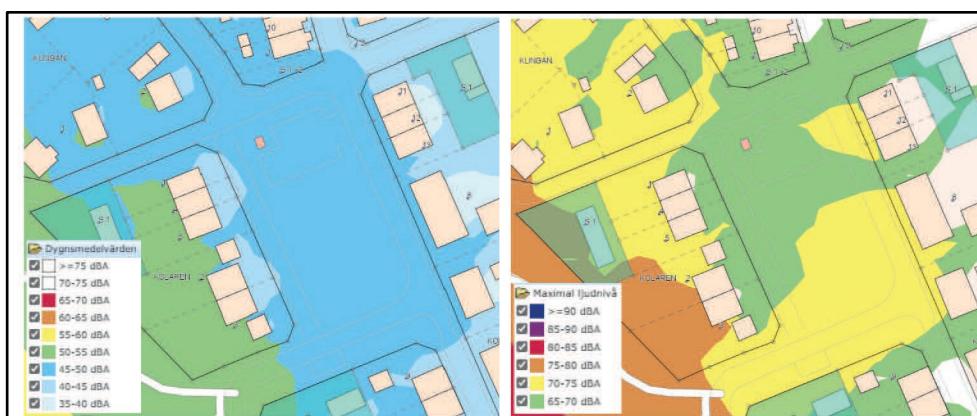 KLINGAN
KOLAREN
S:1
Dygnsmedelvärden
>=75 dBA
70-75 dBA
65-70 dBA
60-65 dBA
55-60 dBA
50-55 dBA
45-50 dBA
40-45 dBA
35-40 dBA
KLINGAN
KOLAREN
S:1
Maximal ljudnivå
>=90 dBA
85-90 dBA
80-85 dBA
75-80 dBA
70-75 dBA
65-70 dBA